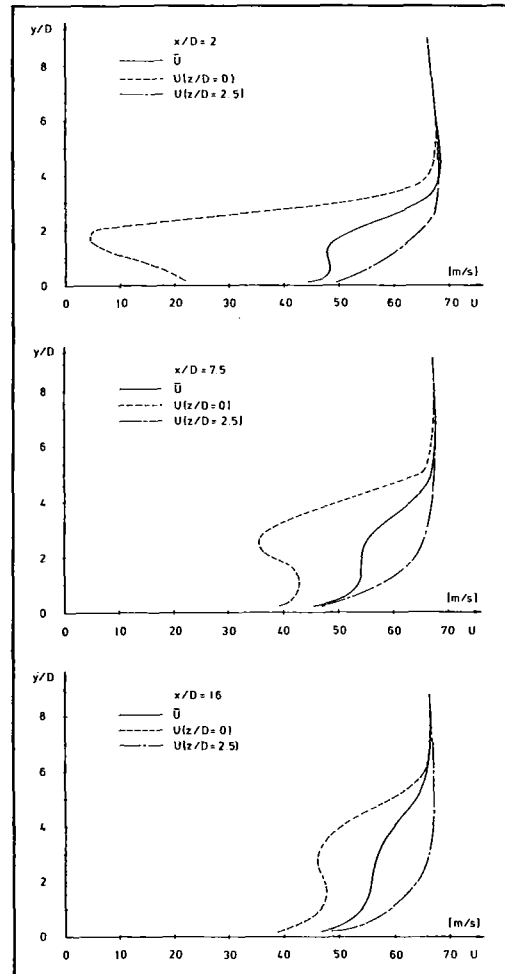 y/D
x/D = 2
8
Ū
U(z/D=0)
U(z/D=2.5)
6
4
2
[m/s]
0
0 10 20 30 40 50 60 70 U
y/D
x/D = 7.5
8
Ū
U(z/D=0)
U(z/D=2.5)
6
4
2
[m/s]
0
0 10 20 30 40 50 60 70 U
y/D
x/D = 16
8
Ū
U(z/D=0)
U(z/D=2.5)
6
4
2
[m/s]
0
0 10 20 30 40 50 60 70 U